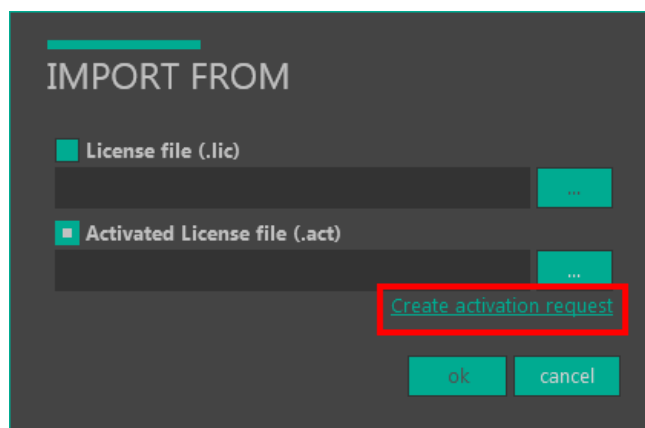 IMPORT FROM
License file (.lic)
...
Activated License file (.act)
...
Create activation request
ok cancel